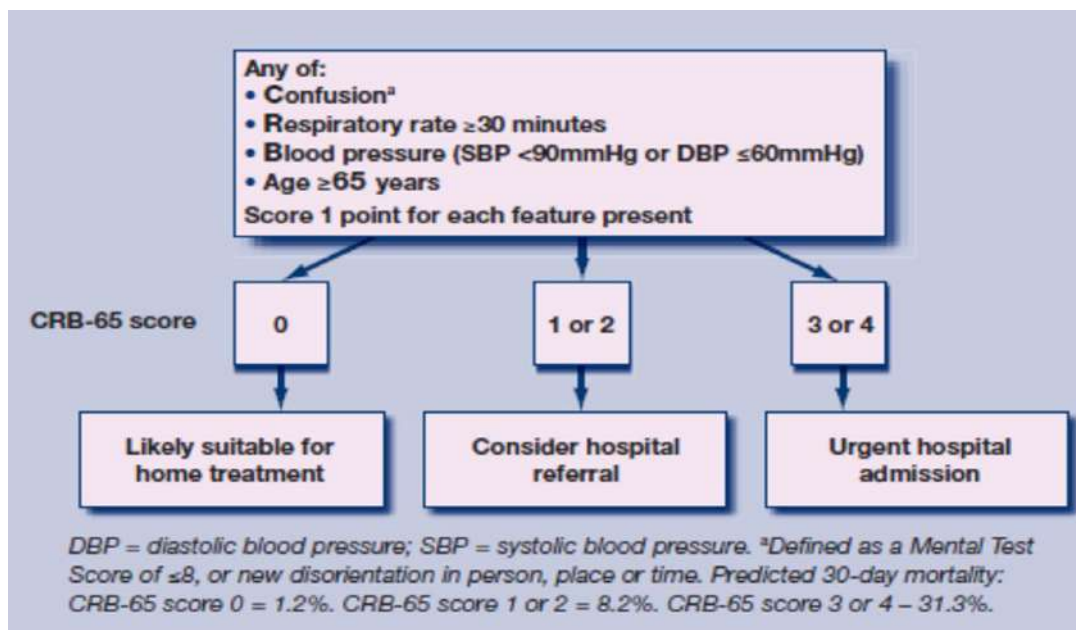 Any of:
• Confusionª
• Respiratory rate ≥30 minutes
• Blood pressure (SBP <90mmHg or DBP ≤60mmHg)
• Age ≥65 years
Score 1 point for each feature present
CRB-65 score
0
1 or 2
3 or 4
Likely suitable for
home treatment
Consider hospital
referral
Urgent hospital
admission
DBP = diastolic blood pressure; SBP = systolic blood pressure. ªDefined as a Mental Test
Score of ≤8, or new disorientation in person, place or time. Predicted 30-day mortality:
CRB-65 score 0 = 1.2%. CRB-65 score 1 or 2 = 8.2%. CRB-65 score 3 or 4 – 31.3%.